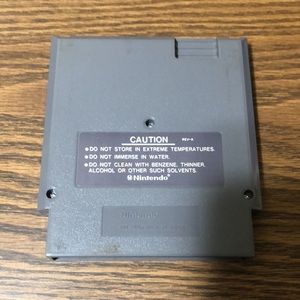 CAUTION REV-A
●DO NOT STORE IN EXTREME TEMPERATURES.
●DO NOT IMMERSE IN WATER.
●DO NOT CLEAN WITH BENZENE, THINNER,
ALCOHOL OR OTHER SUCH SOLVENTS.
Nintendo®
Nintendo